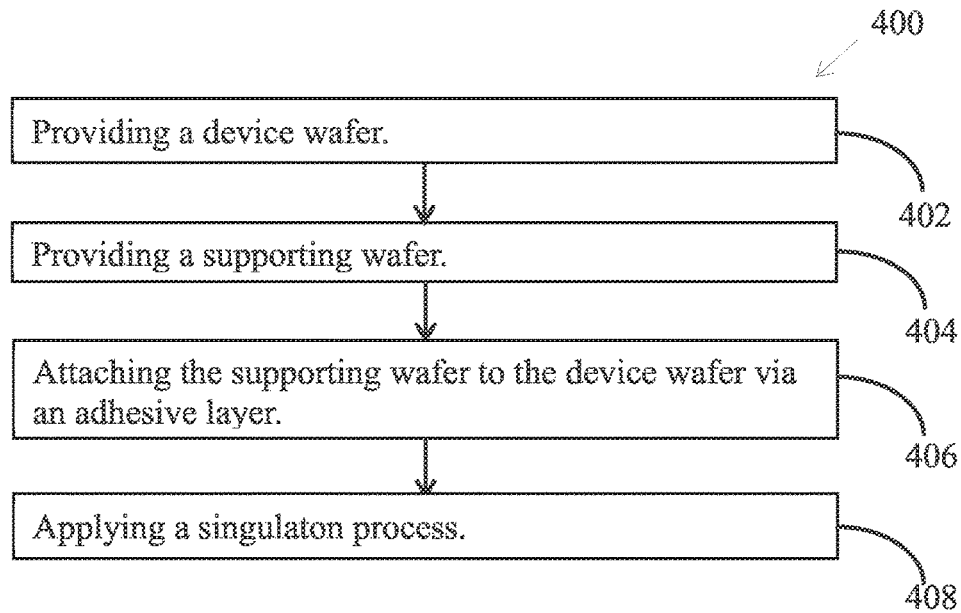 400
Providing a device wafer.
402
Providing a supporting wafer.
404
Attaching the supporting wafer to the device wafer via
an adhesive layer.
406
Applying a singulaton process.
408